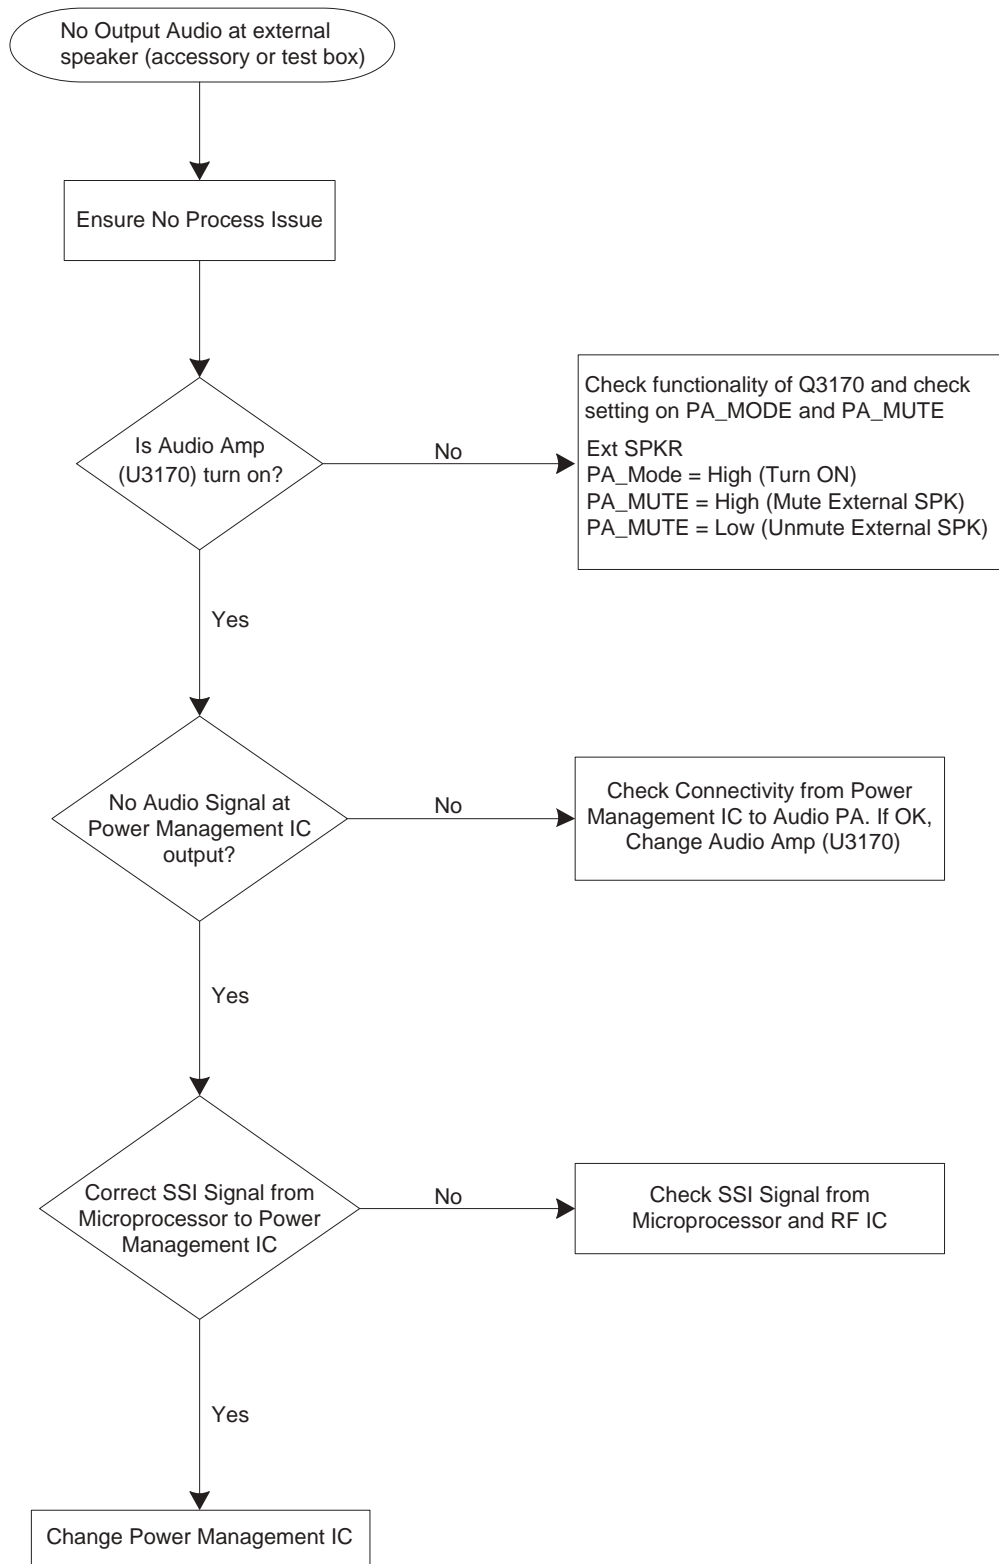 No Output Audio at external
speaker (accessory or test box)
Ensure No Process Issue
Is Audio Amp
(U3170) turn on?
No
Check functionality of Q3170 and check
setting on PA_MODE and PA_MUTE
Ext SPKR
PA_Mode = High (Turn ON)
PA_MUTE = High (Mute External SPK)
PA_MUTE = Low (Unmute External SPK)
Yes
No Audio Signal at
Power Management IC
output?
No
Check Connectivity from Power
Management IC to Audio PA. If OK,
Change Audio Amp (U3170)
Yes
Correct SSI Signal from
Microprocessor to Power
Management IC
No
Check SSI Signal from
Microprocessor and RF IC
Yes
Change Power Management IC